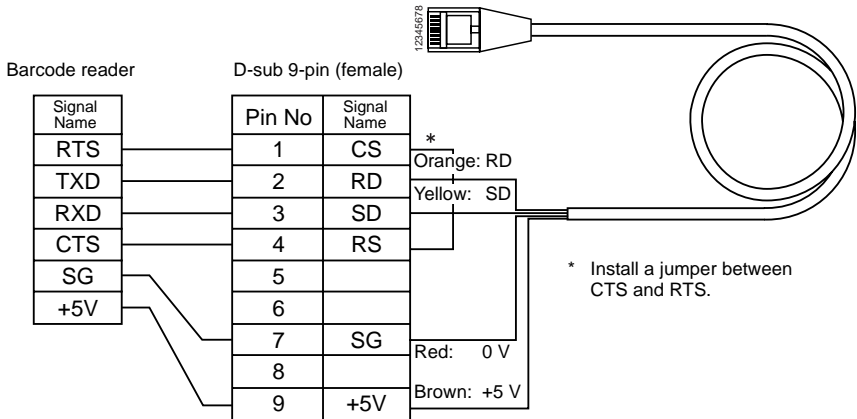 12345678
Barcode reader
D-sub 9-pin (female)
Signal Name
Pin No
Signal Name
RTS
1
CS
*
Orange: RD
TXD
2
RD
Yellow: SD
RXD
3
SD
CTS
4
RS
SG
5
* Install a jumper between
CTS and RTS.
+5V
6
7
SG
Red: 0 V
8
Brown: +5 V
9
+5V